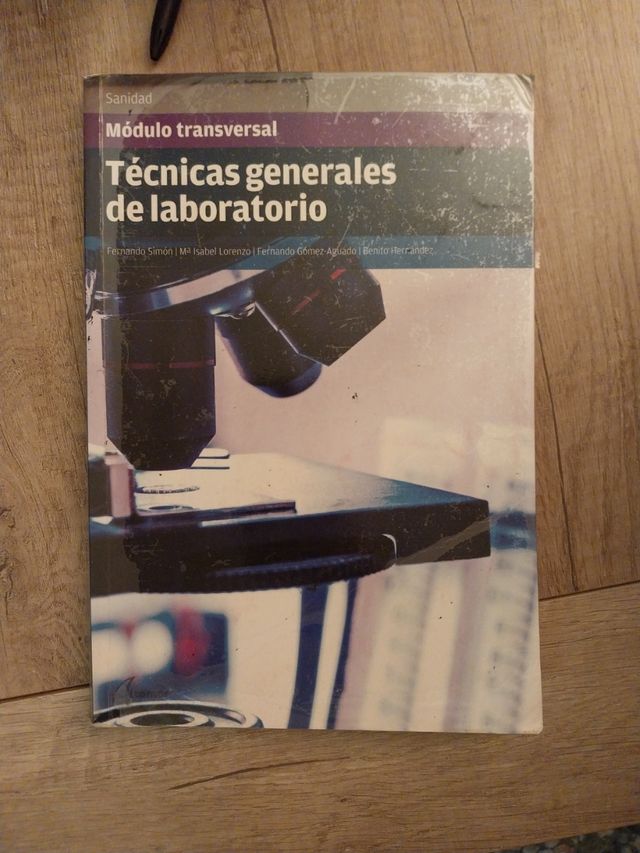 Sanidad
Módulo transversal
Técnicas generales
de laboratorio
Fernando Simón | Mª Isabel Lorenzo | Fernando Gómez-Aguado | Benito Hernández